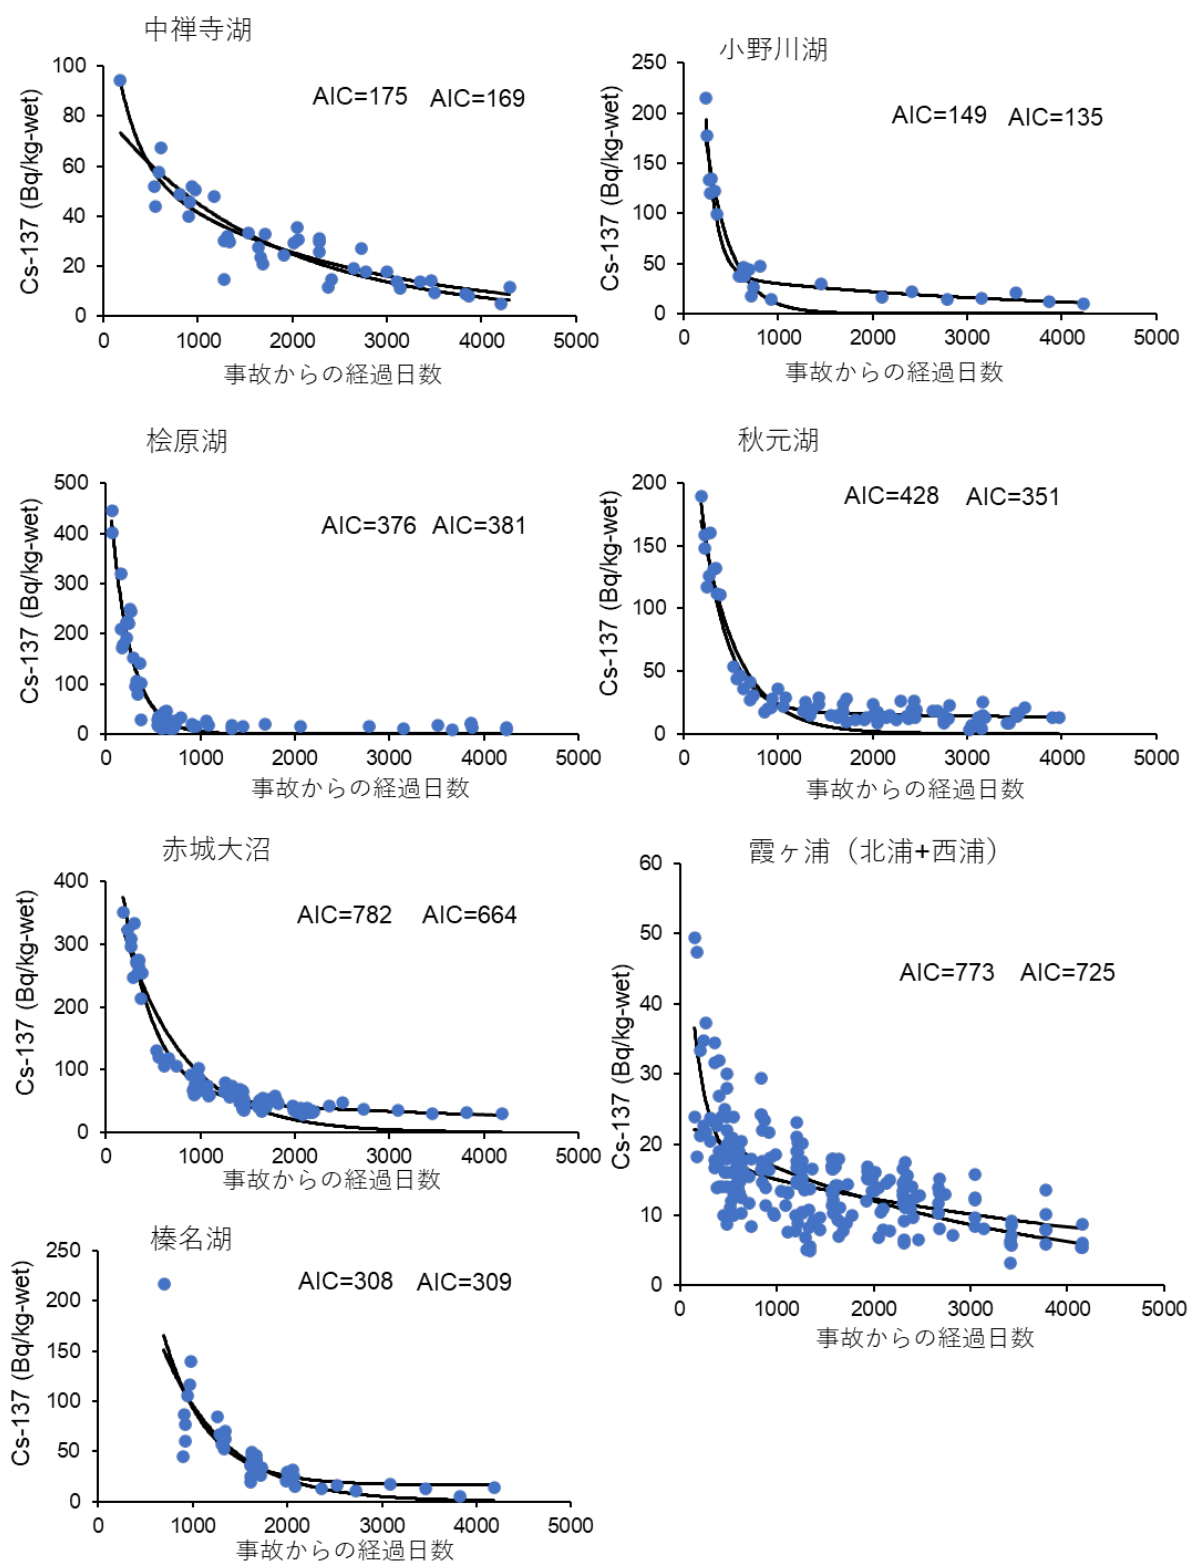 中禅寺湖
AIC=175 AIC=169
Cs-137 (Bq/kg-wet)
100
80
60
40
20
0
0 1000 2000 3000 4000 5000
事故からの経過日数
小野川湖
AIC=149 AIC=135
Cs-137 (Bq/kg-wet)
250
200
150
100
50
0
0 1000 2000 3000 4000 5000
事故からの経過日数
桧原湖
AIC=376 AIC=381
Cs-137 (Bq/kg-wet)
500
400
300
200
100
0
0 1000 2000 3000 4000 5000
事故からの経過日数
秋元湖
AIC=428 AIC=351
Cs-137 (Bq/kg-wet)
200
150
100
50
0
0 1000 2000 3000 4000 5000
事故からの経過日数
赤城大沼
AIC=782 AIC=664
Cs-137 (Bq/kg-wet)
400
300
200
100
0
0 1000 2000 3000 4000 5000
事故からの経過日数
霞ヶ浦（北浦+西浦）
AIC=773 AIC=725
Cs-137 (Bq/kg-wet)
60
50
40
30
20
10
0
0 1000 2000 3000 4000 5000
事故からの経過日数
榛名湖
AIC=308 AIC=309
Cs-137 (Bq/kg-wet)
250
200
150
100
50
0
0 1000 2000 3000 4000 5000
事故からの経過日数